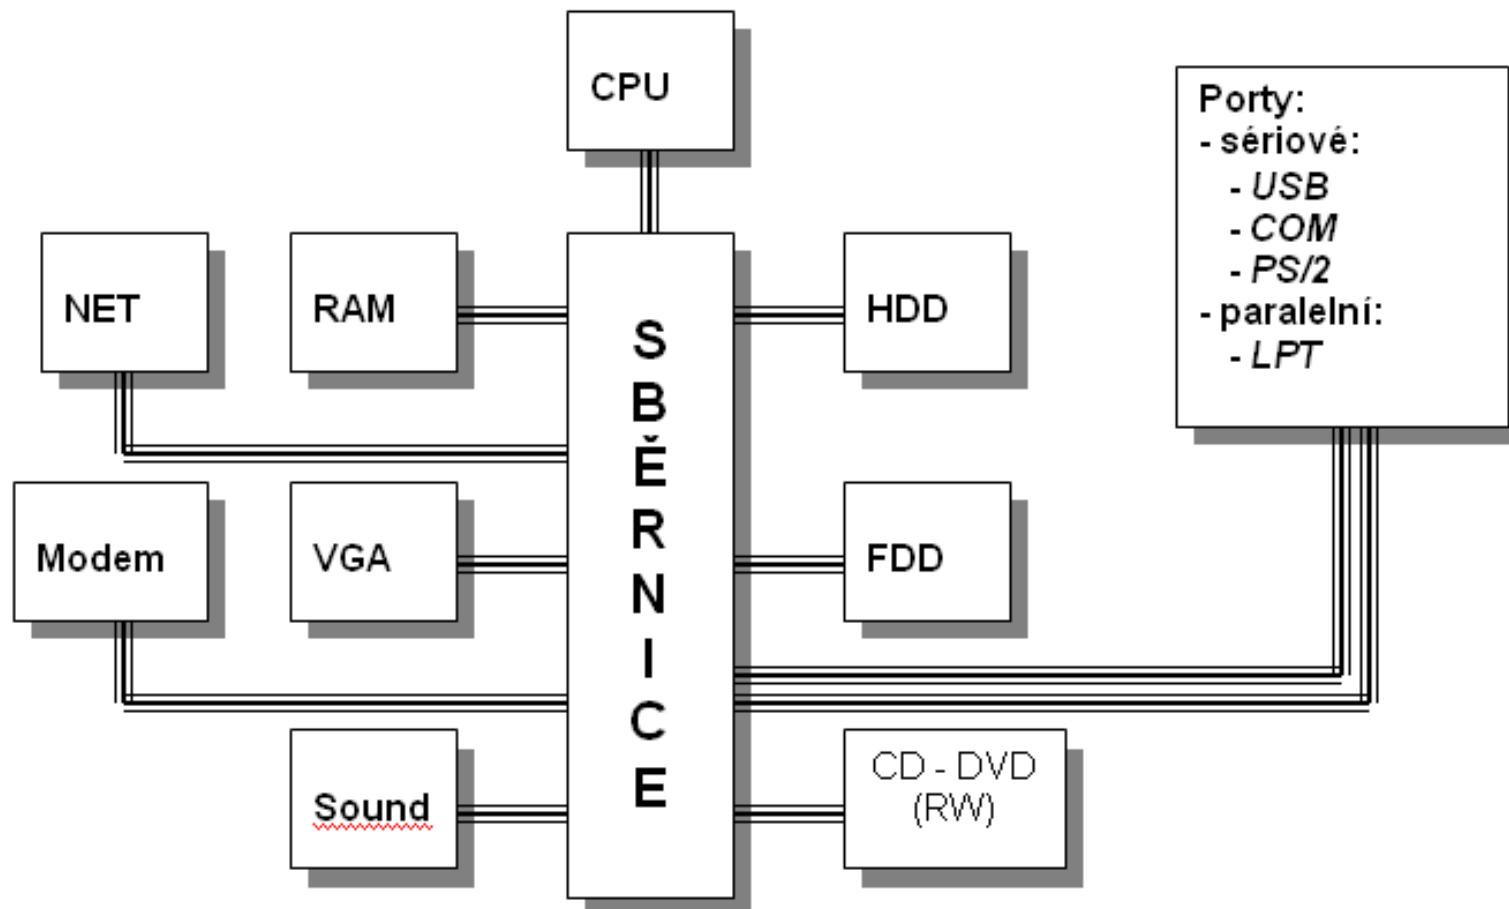 CPU
Porty:
- sériové:
- USB
- COM
- PS/2
- paralelní:
- LPT
NET
RAM
SBĚRNICE
HDD
Modem
VGA
FDD
Sound
CD - DVD
(RW)